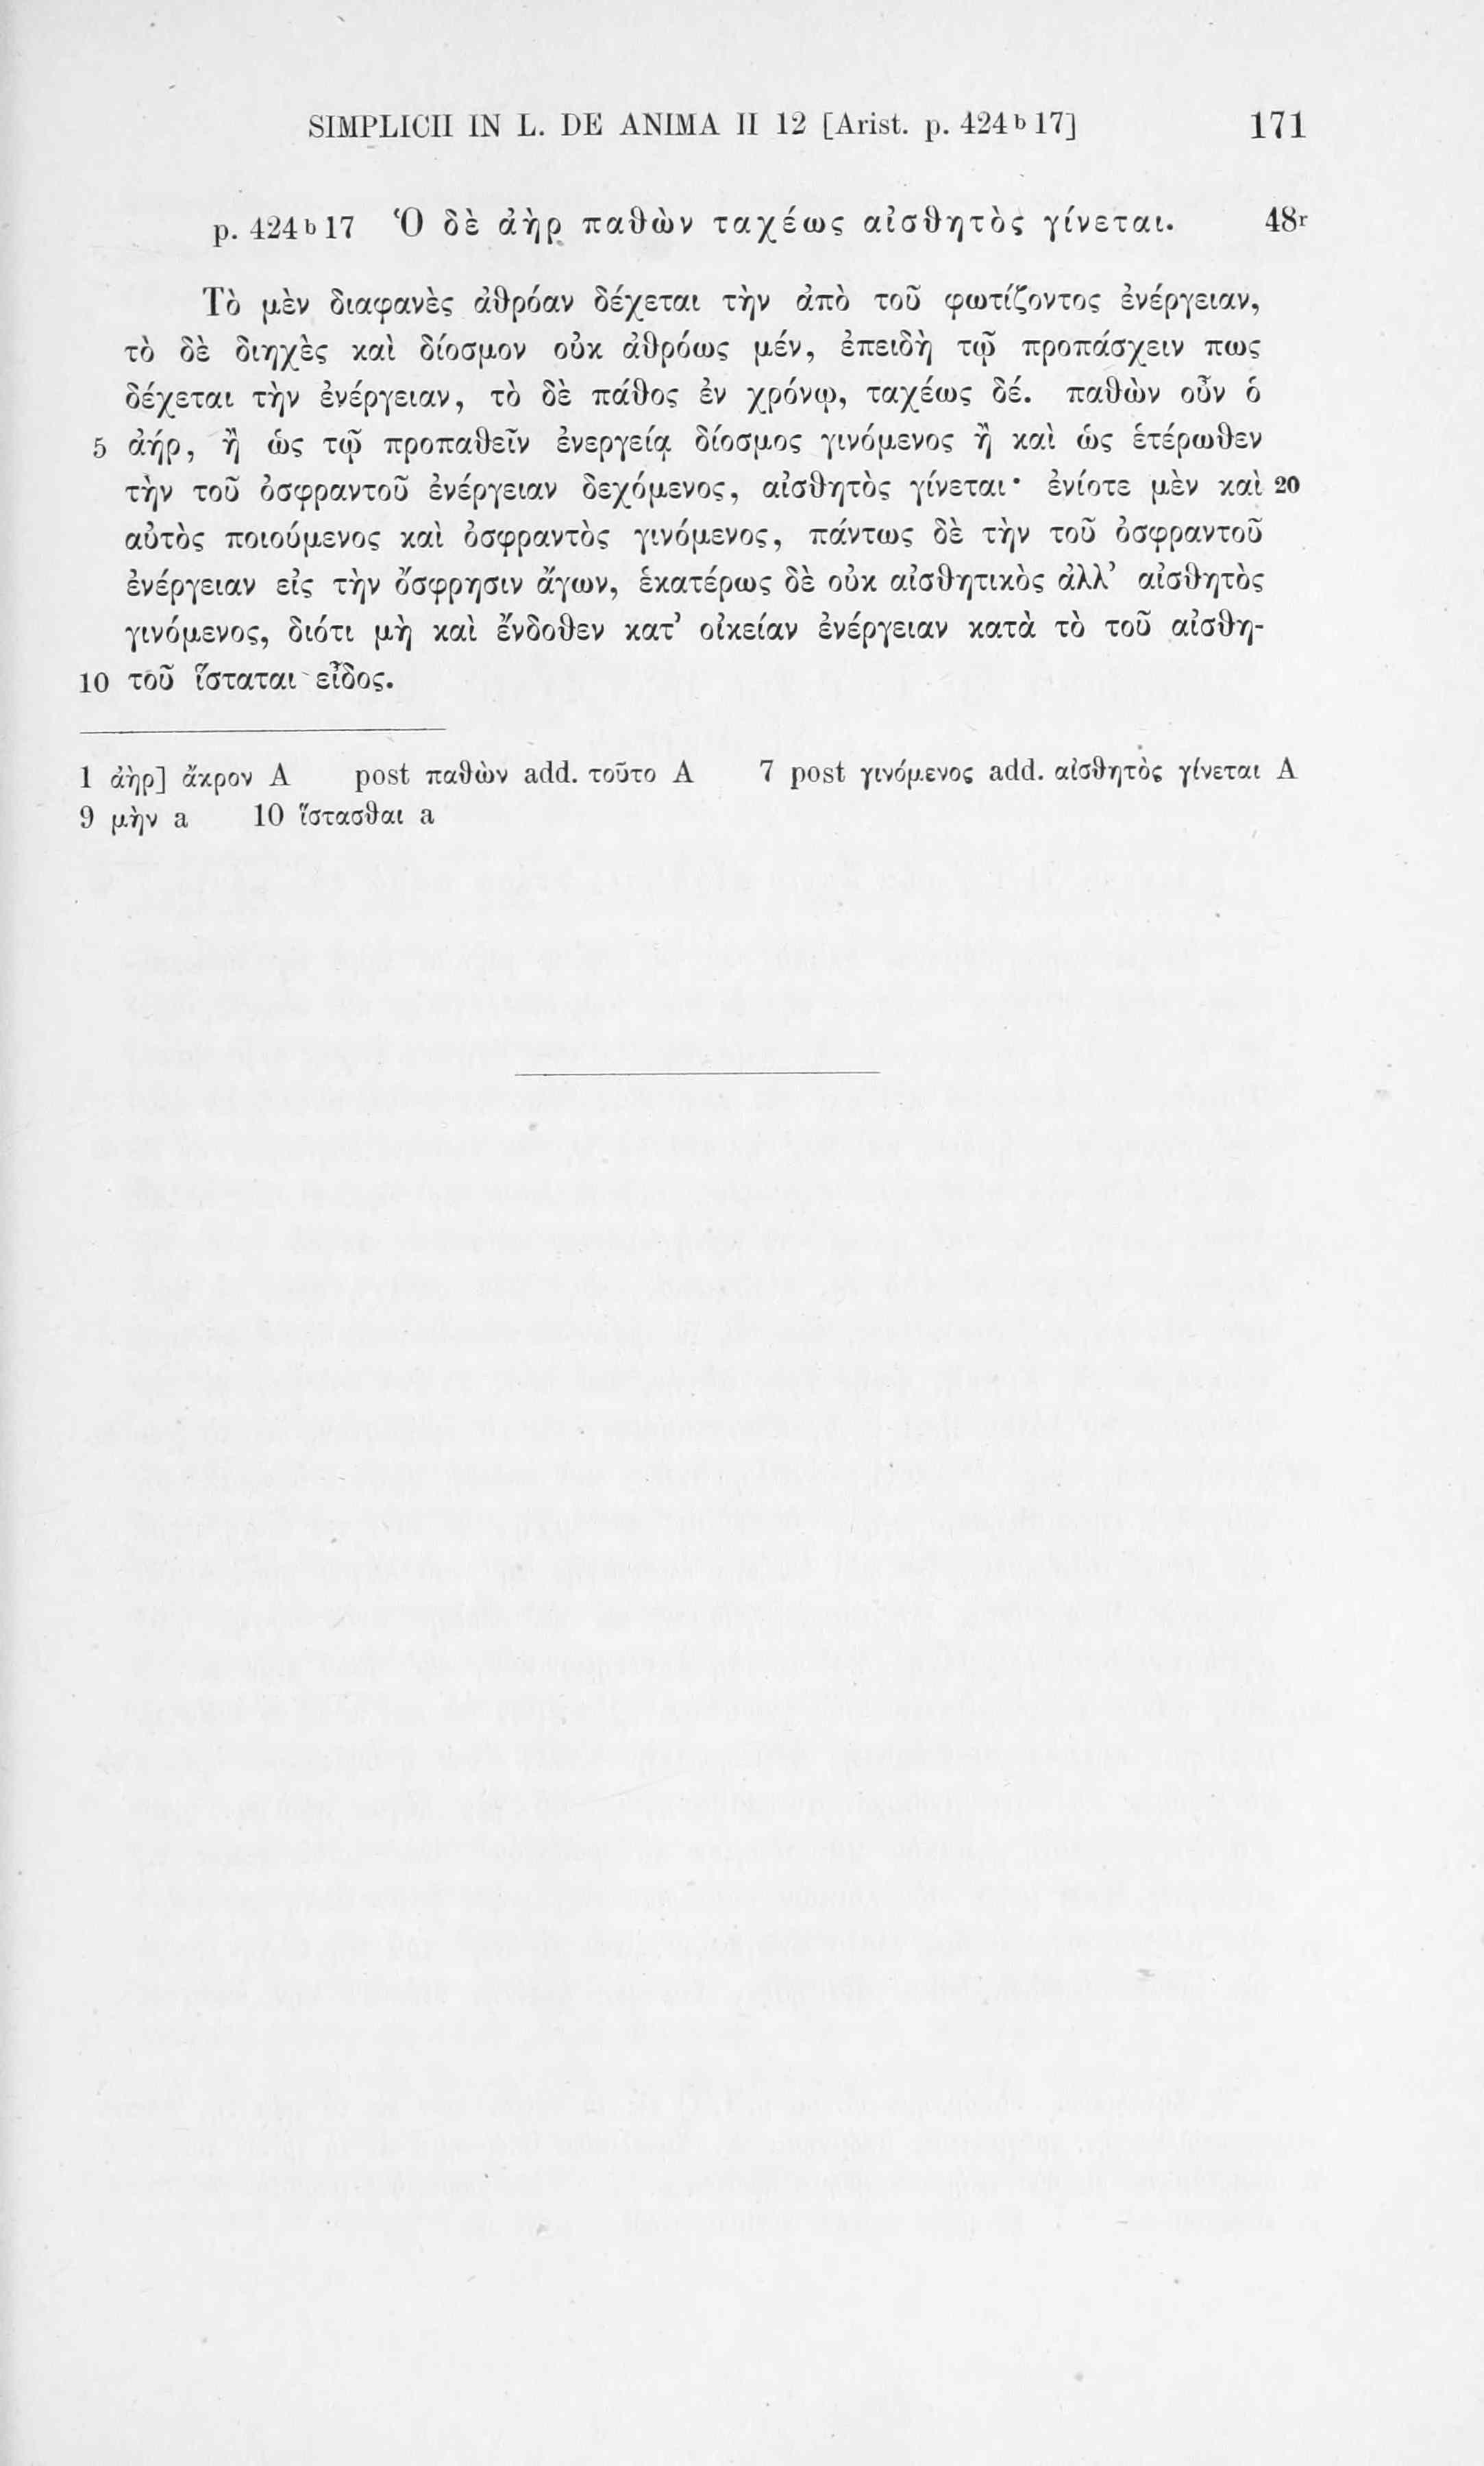 SIMPLICII IN L. DE ANIMA II 12 [Arist. p. 424 b 17] 171
p. 424 b 17 Ὁ δὲ ἀὴρ παθὼν ταχέως αἰσθητὸς γίνεται. 48r
Τὸ μὲν διαφανὲς ἀθρόαν δέχεται τὴν ἀπὸ τοῦ φωτίζοντος ἐνέργειαν,
τὸ δὲ διηχὲς καὶ δίοσμον οὐκ ἀθρόως μέν, ἐπειδὴ τῷ προπάσχειν πως
δέχεται τὴν ἐνέργειαν, τὸ δὲ πάθος ἐν χρόνῳ, ταχέως δέ. παθὼν οὖν ὁ
5 ἀήρ, ἢ ὡς τῷ προπαθεῖν ἐνεργείᾳ δίοσμος γινόμενος ἢ καὶ ὡς ἑτέρωθεν
τὴν τοῦ ὀσφραντοῦ ἐνέργειαν δεχόμενος, αἰσθητὸς γίνεται· ἐνίοτε μὲν καὶ 20
αὐτὸς ποιούμενος καὶ ὀσφραντὸς γινόμενος, πάντως δὲ τὴν τοῦ ὀσφραντοῦ
ἐνέργειαν εἰς τὴν ὄσφρησιν ἄγων, ἑκατέρως δὲ οὐκ αἰσθητικὸς ἀλλ’ αἰσθητὸς
γινόμενος, διότι μὴ καὶ ἔνδοθεν κατ’ οἰκείαν ἐνέργειαν κατὰ τὸ τοῦ αἰσθη-
10 τοῦ ἵσταται εἶδος.
1 ἀὴρ] ἄκρον A post παθὼν add. τοῦτο A 7 post γινόμενος add. αἰσθητὸς γίνεται A
9 μὴν a 10 ἵστασθαι a